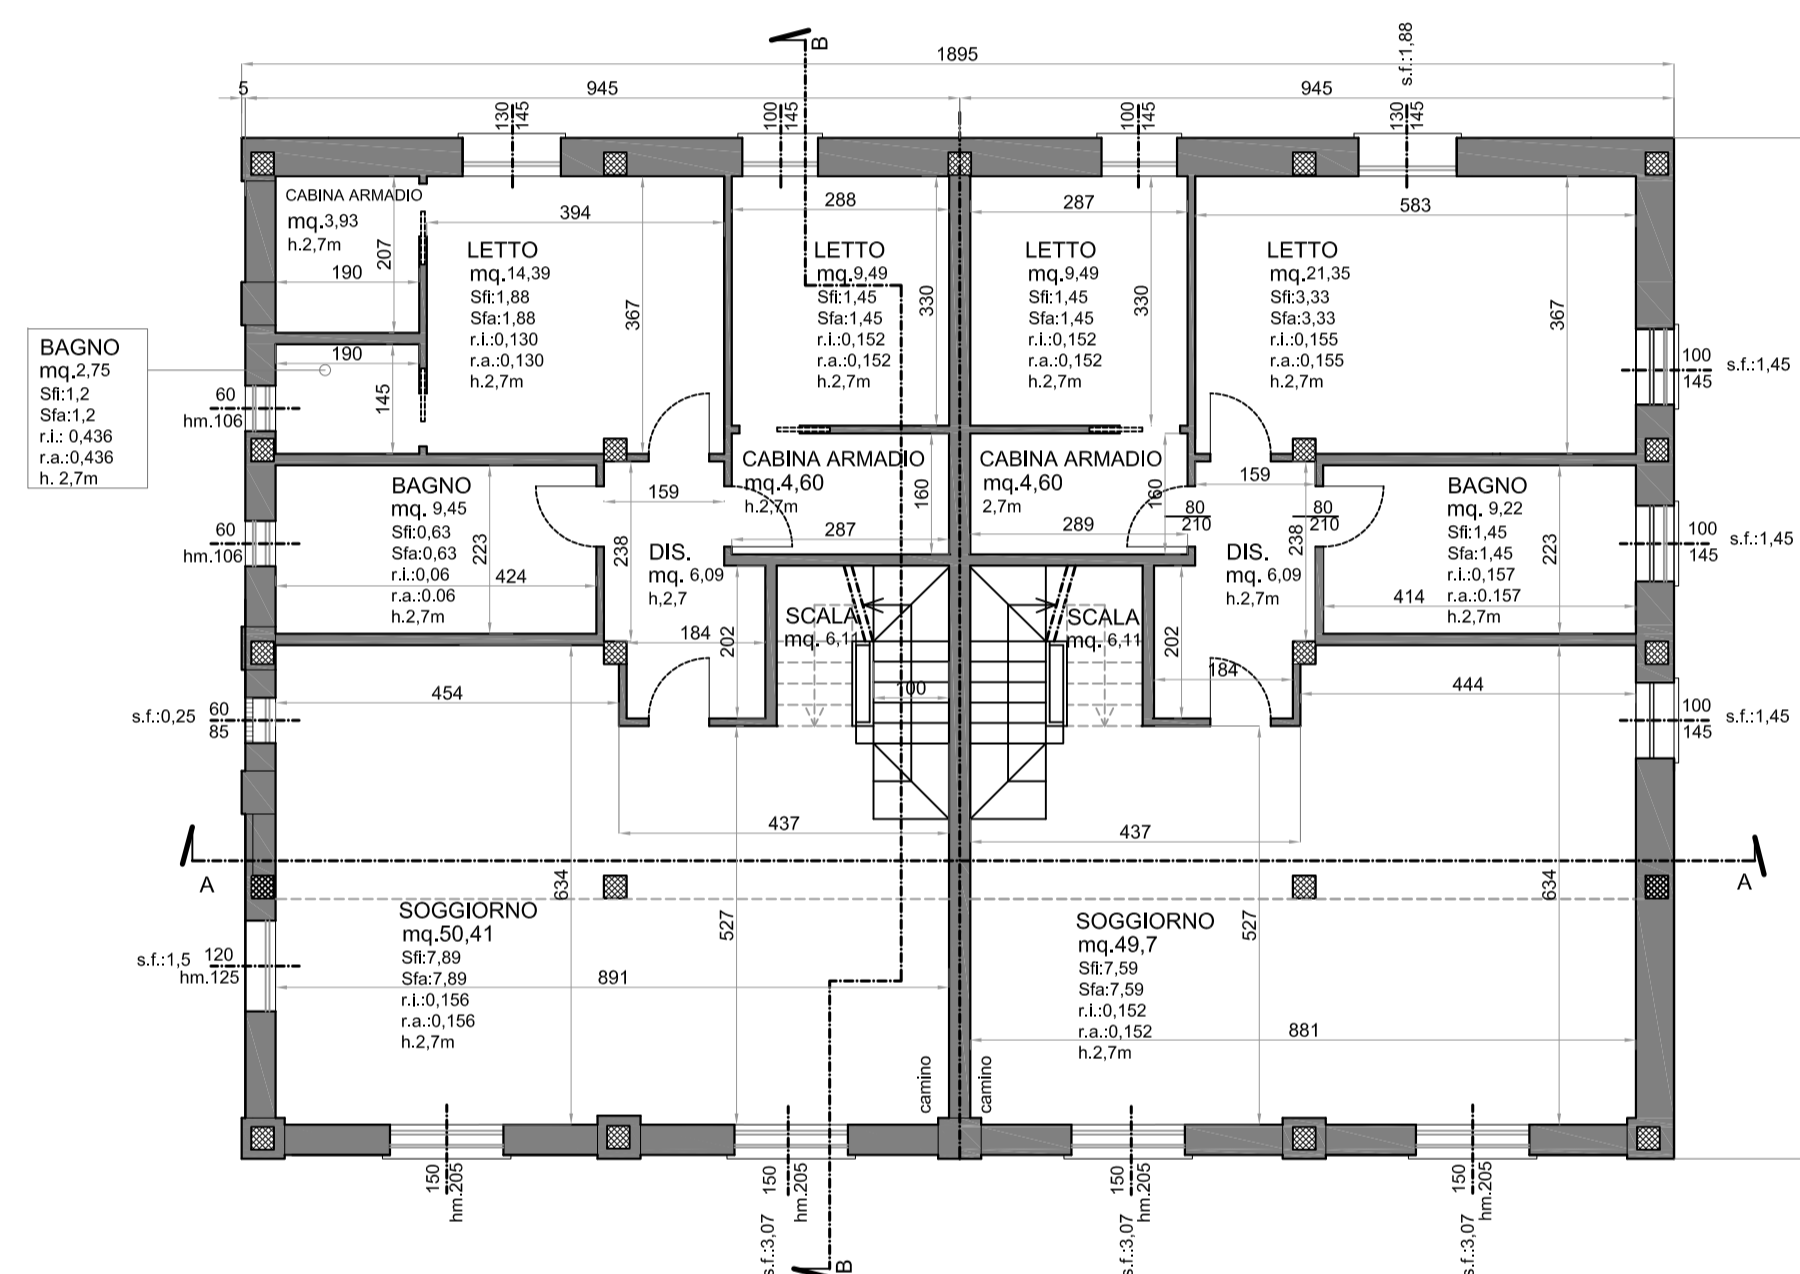 B
1895
s.f.:1,88
5
945
945
130
145
100
145
100
145
130
145
CABINA ARMADIO
mq.3,93
h.2,7m
207
190
394
LETTO
mq.14,39
Sfi:1,88
Sfa:1,88
r.i.:0,130
r.a.:0,130
h.2,7m
367
288
LETTO
mq.9,49
Sfi:1,45
Sfa:1,45
r.i.:0,152
r.a.:0,152
h.2,7m
330
287
LETTO
mq.9,49
Sfi:1,45
Sfa:1,45
r.i.:0,152
r.a.:0,152
h.2,7m
330
583
LETTO
mq.21,35
Sfi:3,33
Sfa:3,33
r.i.:0,155
r.a.:0,155
h.2,7m
367
100
145
s.f.:1,45
BAGNO
mq.2,75
Sfi:1,2
Sfa:1,2
r.i.: 0,436
r.a.:0,436
h. 2,7m
190
145
60
hm.106
60
hm.106
BAGNO
mq. 9,45
Sfi:0,63
Sfa:0,63
r.i.:0,06
r.a.:0.06
h.2,7m
223
424
159
238
DIS.
mq. 6,09
h,2,7
184
202
CABINA ARMADIO
mq.4,60
h.2,7m
160
287
CABINA ARMADIO
mq.4,60
2,7m
160
289
80
210
159
80
210
238
DIS.
mq. 6,09
h.2,7m
202
184
BAGNO
mq. 9,22
Sfi:1,45
Sfa:1,45
r.i.:0,157
r.a.:0.157
h.2,7m
223
414
100
145
s.f.:1,45
SCALA
mq. 6,11
100
SCALA
mq. 6,11
454
s.f.:0,25
60
85
444
100
145
s.f.:1,45
437
437
A
A
634
527
527
634
s.f.:1,5
120
hm.125
SOGGIORNO
mq.50,41
Sfi:7,89
Sfa:7,89
r.i.:0,156
r.a.:0,156
h.2,7m
891
SOGGIORNO
mq.49,7
Sfi:7,59
Sfa:7,59
r.i.:0,152
r.a.:0,152
h.2,7m
881
camino
camino
150
hm.205
150
hm.205
s.f.:3,07
150
hm.205
s.f.:3,07
150
hm.205
s.f.:3,07
B